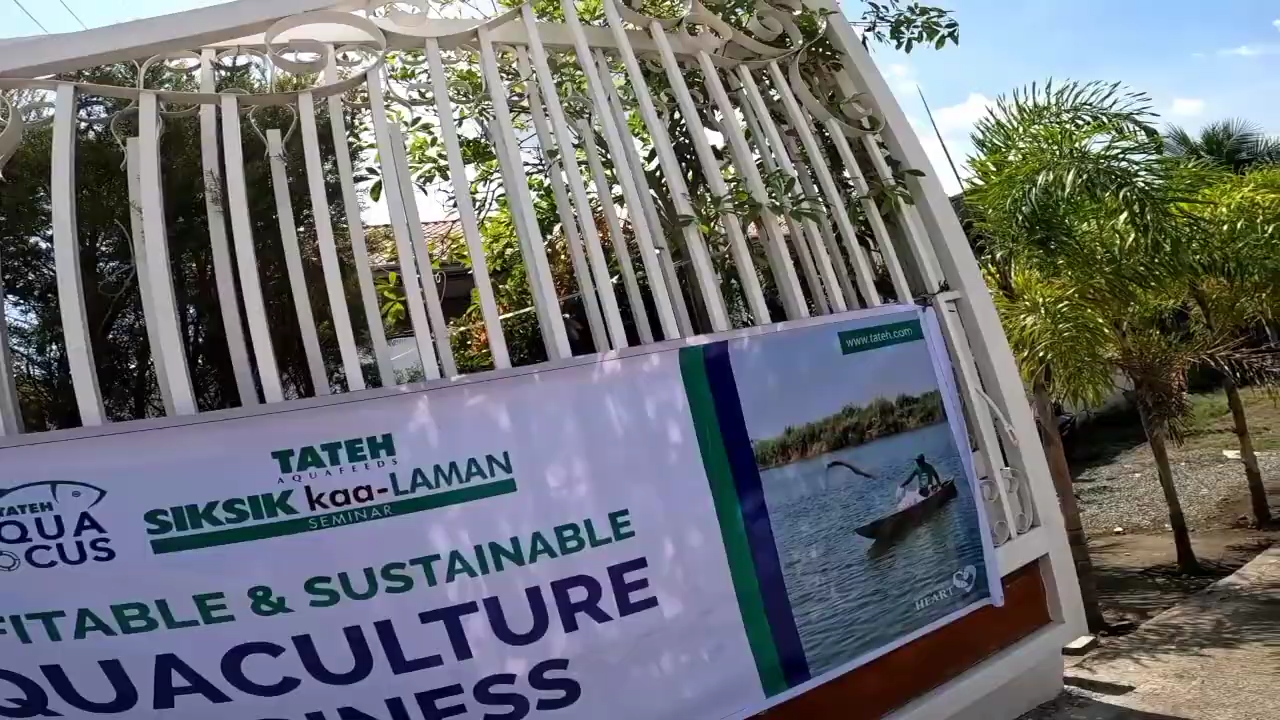 www.tateh.com
TATEH
AQUAFEEDS
SIKSIK kaa-LAMAN
SEMINAR
TATEH
QUA
CUS
FITABLE & SUSTAINABLE
QUACULTURE
INESS
HEART